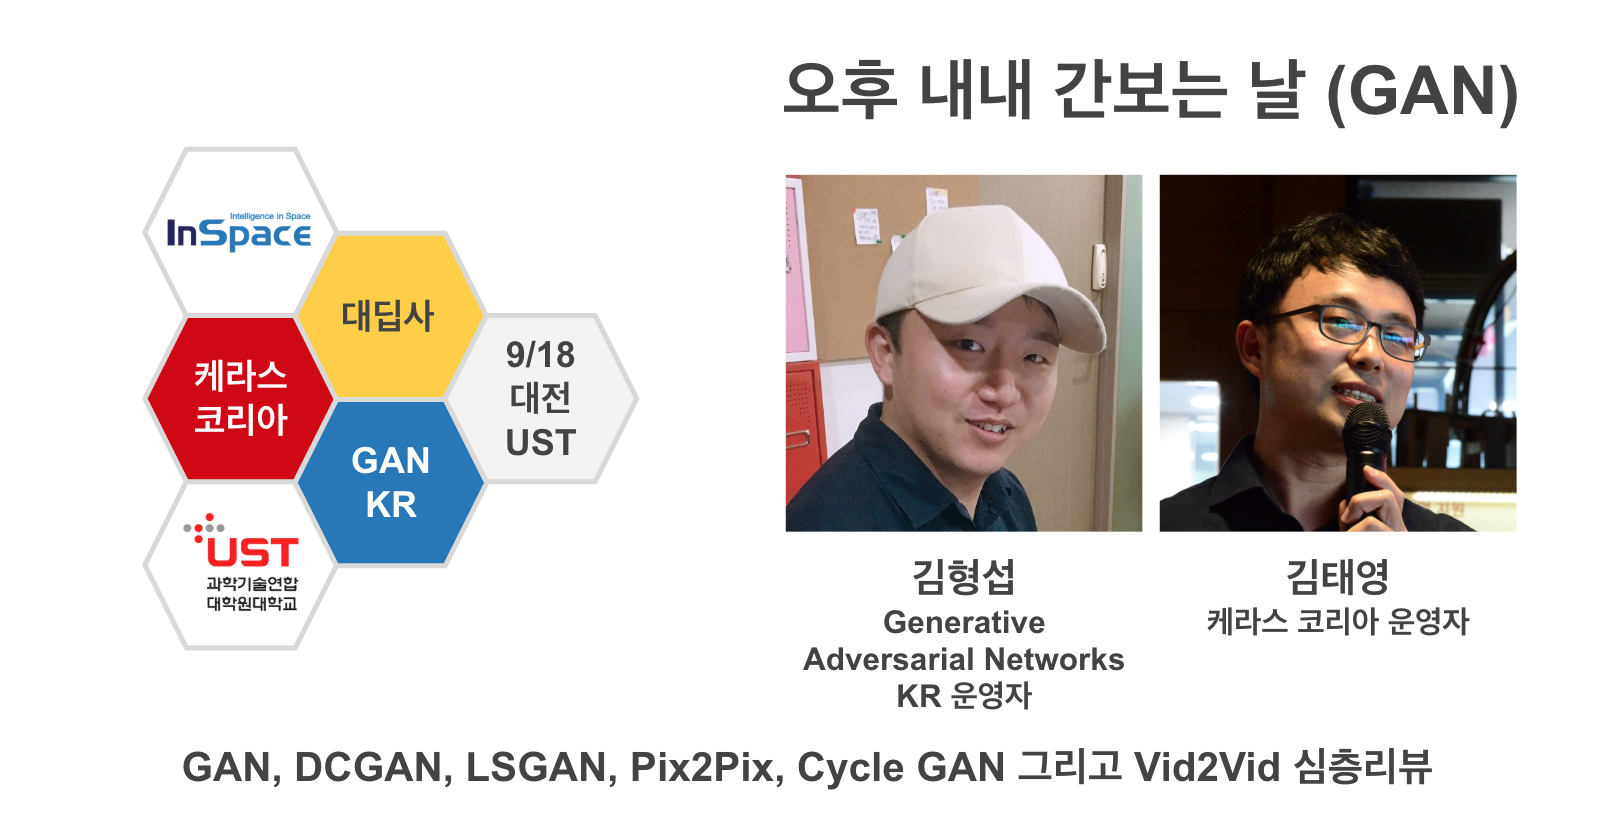 오후 내내 간보는 날 (GAN)
Intelligence in Space
InSpace
대딥사
케라스
코리아
9/18
대전
UST
GAN
KR
UST
과학기술연합
대학원대학교
김형섭
Generative
Adversarial Networks
KR 운영자
김태영
케라스 코리아 운영자
GAN, DCGAN, LSGAN, Pix2Pix, Cycle GAN 그리고 Vid2Vid 심층리뷰